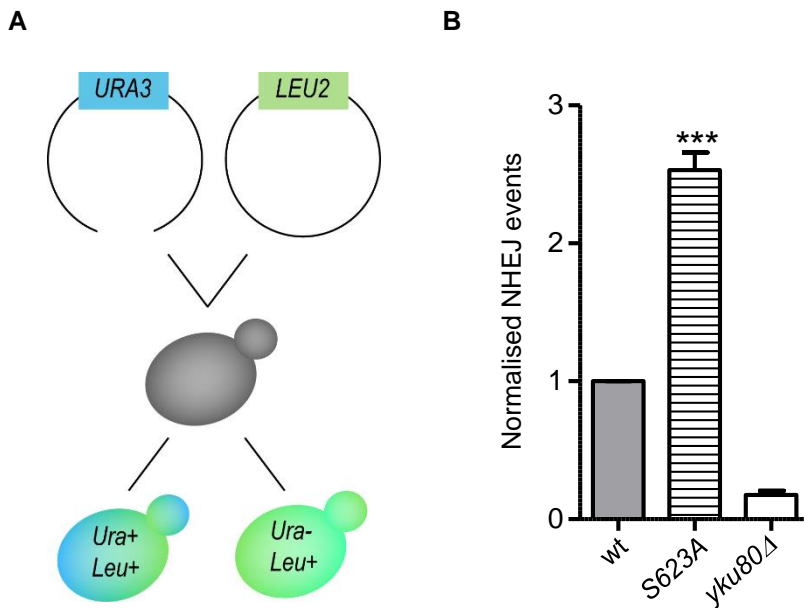 A
URA3
LEU2
Ura+
Leu+
Ura-
Leu+
B
Normalised NHEJ events
3
2
1
0
***
wt
S623A
yku80Δ